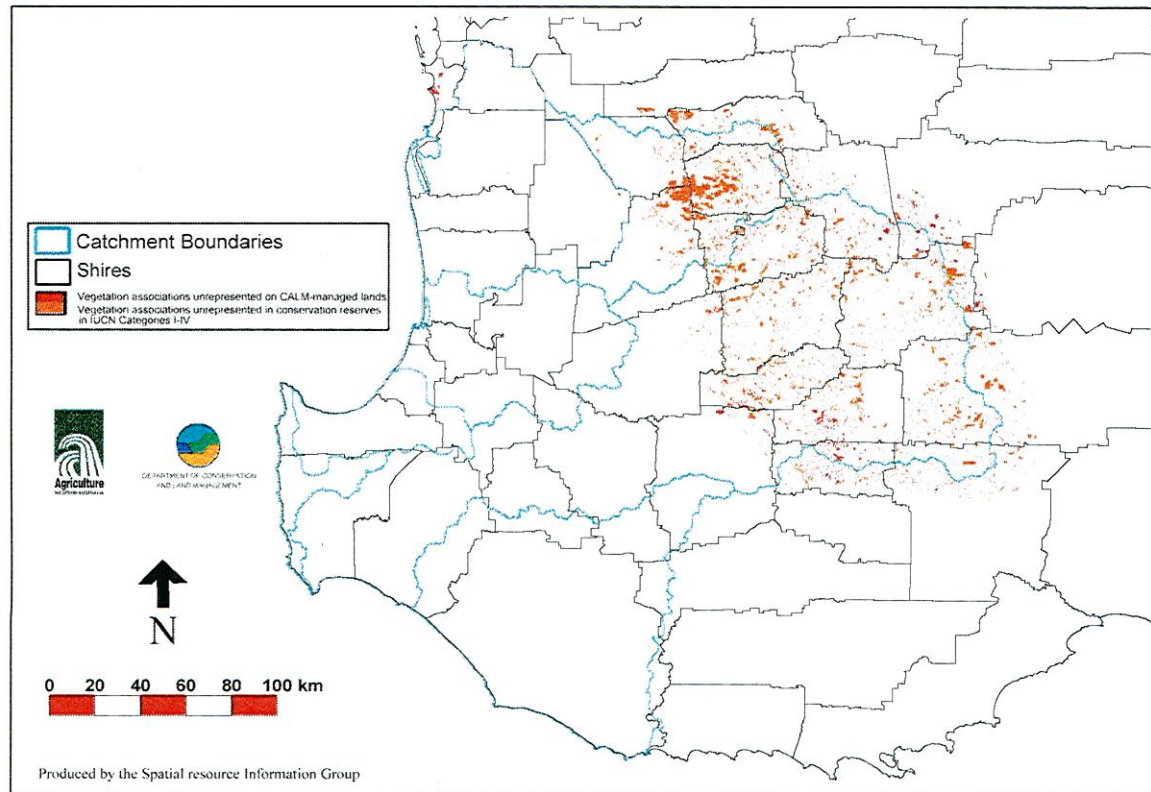 Catchment Boundaries
Shires
Vegetation associations unrepresented on CALM-managed lands
Vegetation associations unrepresented in conservation reserves
in IUCN Categories I-IV
Agriculture
WESTERN AUSTRALIA
DEPARTMENT OF CONSERVATION
AND LAND MANAGEMENT
N
0 20 40 60 80 100 km
Produced by the Spatial resource Information Group